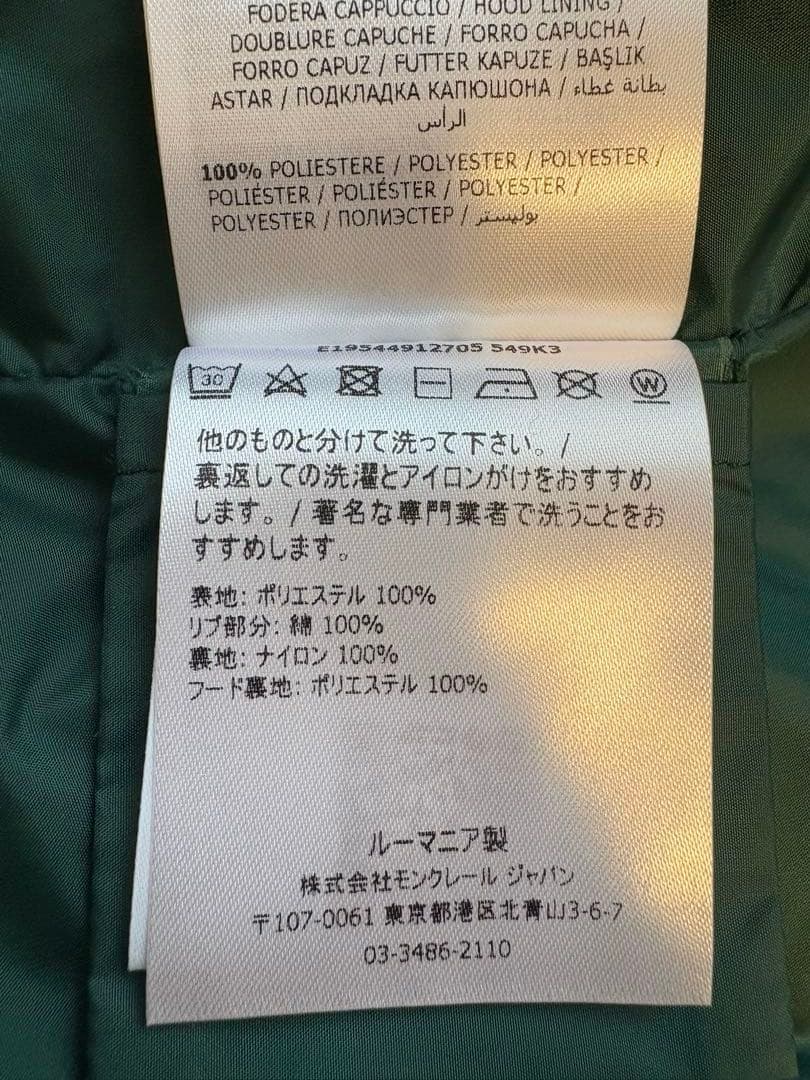 FODERA CAPPUCCIO / HOOD LINING /
DOUBLURE CAPUCHE / FORRO CAPUCHA /
FORRO CAPUZ / FUTTER KAPUZE / BAŞLIK
ASTAR / ПОДКЛАДКА КАПЮШОНА / بطانة غطاء
الرأس
100% POLIESTERE / POLYESTER / POLYESTER /
POLIÉSTER / POLIÉSTER / POLYESTER /
POLYESTER / ПОЛИЭСТЕР / بوليستر
E19544912705 549K3
30 W
他のものと分けて洗って下さい。/
裏返しての洗濯とアイロンがけをおすすめ
します。/ 著名な専門業者で洗うことをお
すすめします。
表地: ポリエステル 100%
リブ部分: 綿 100%
裏地: ナイロン 100%
フード裏地: ポリエステル 100%
ルーマニア製
株式会社モンクレール ジャパン
〒107-0061 東京都港区北青山3-6-7
03-3486-2110